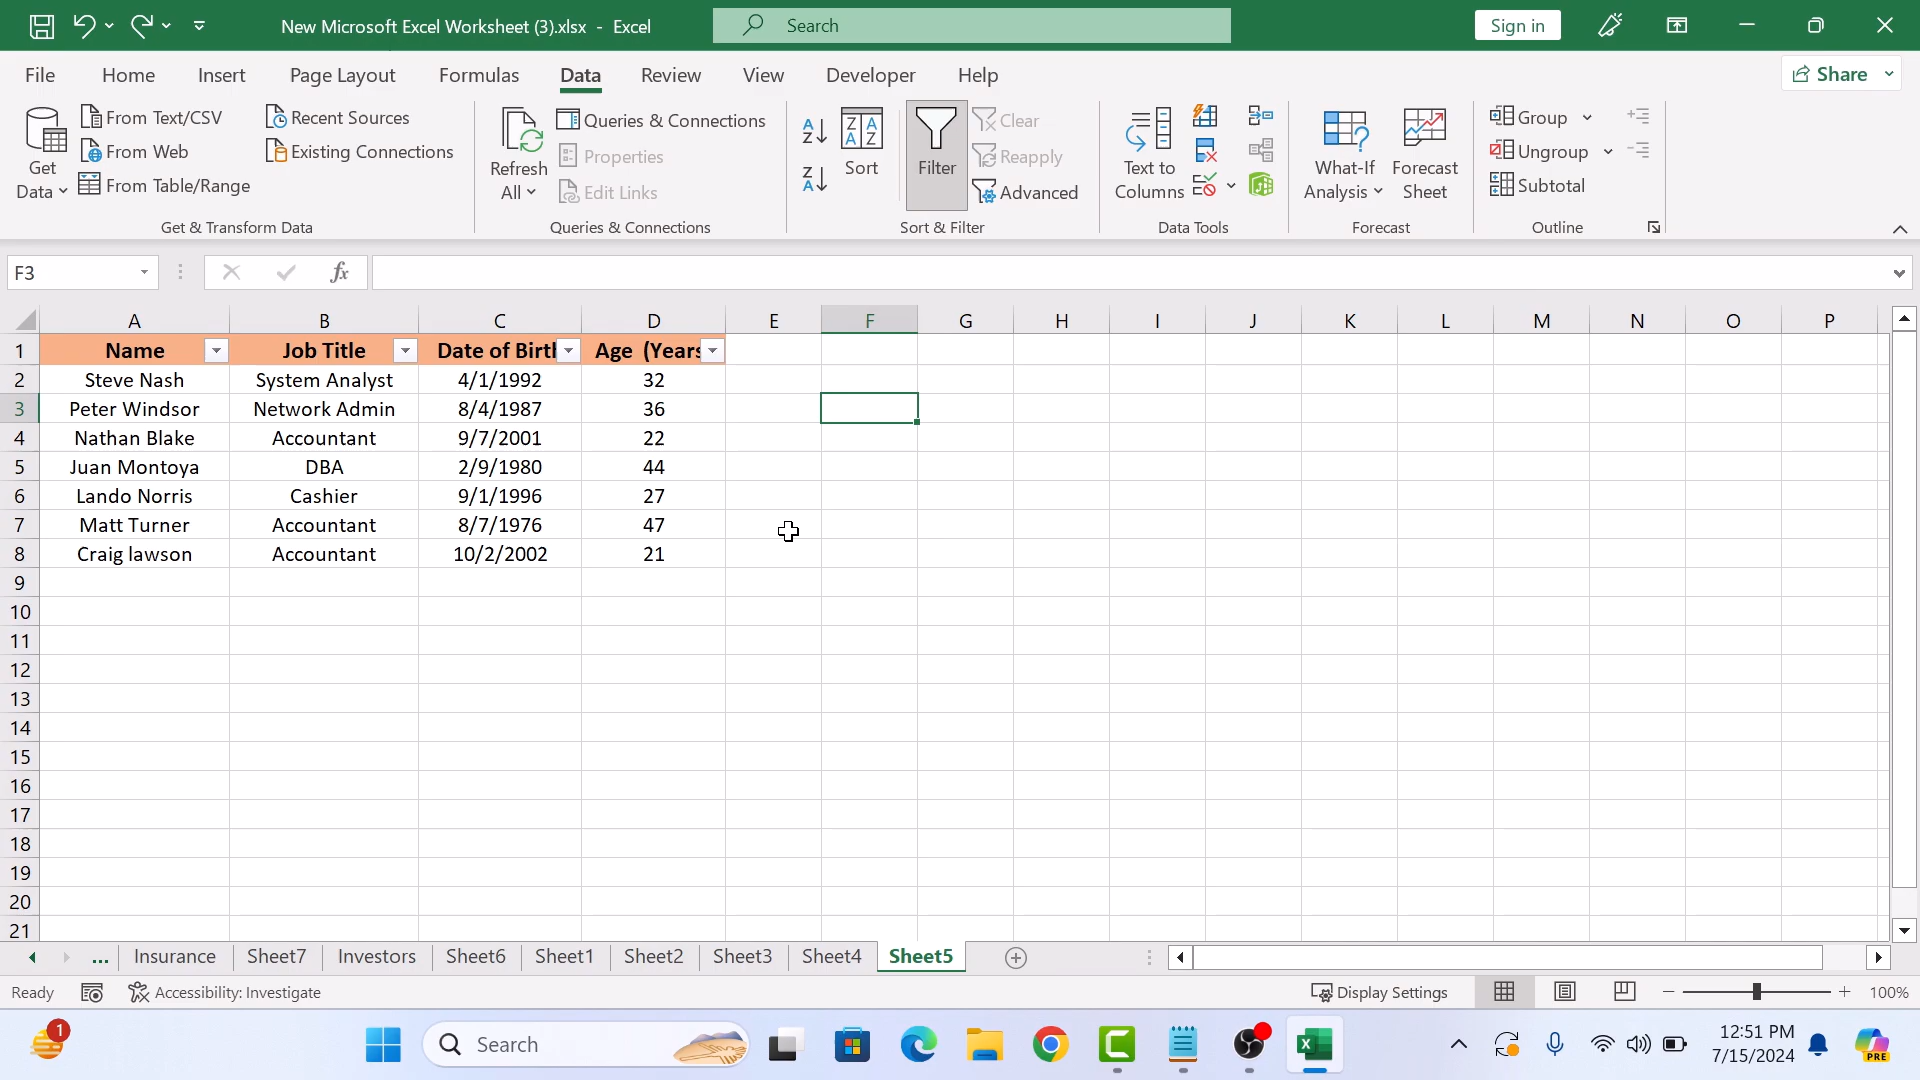 New Microsoft Excel Worksheet (3).xlsx - Excel
Search
Sign in
File Home Insert Page Layout Formulas Data Review View Developer Help
Share
Get Data
From Text/CSV
From Web
From Table/Range
Recent Sources
Existing Connections
Get & Transform Data
Refresh All
Queries & Connections
Properties
Edit Links
Queries & Connections
A Z
Z A
Z A A Z
Sort
Filter
Clear
Reapply
Advanced
Sort & Filter
Text to Columns
Data Tools
What-If Analysis
Forecast Sheet
Forecast
Group
Ungroup
Subtotal
Outline
F3
fx
A B C D E F G H I J K L M N O P
1 Name Job Title Date of Birth Age (Years
2 Steve Nash System Analyst 4/1/1992 32
3 Peter Windsor Network Admin 8/4/1987 36
4 Nathan Blake Accountant 9/7/2001 22
5 Juan Montoya DBA 2/9/1980 44
6 Lando Norris Cashier 9/1/1996 27
7 Matt Turner Accountant 8/7/1976 47
8 Craig lawson Accountant 10/2/2002 21
9
10
11
12
13
14
15
16
17
18
19
20
21
... Insurance Sheet7 Investors Sheet6 Sheet1 Sheet2 Sheet3 Sheet4 Sheet5
Ready Accessibility: Investigate Display Settings 100%
1
Search
12:51 PM
7/15/2024
PRE